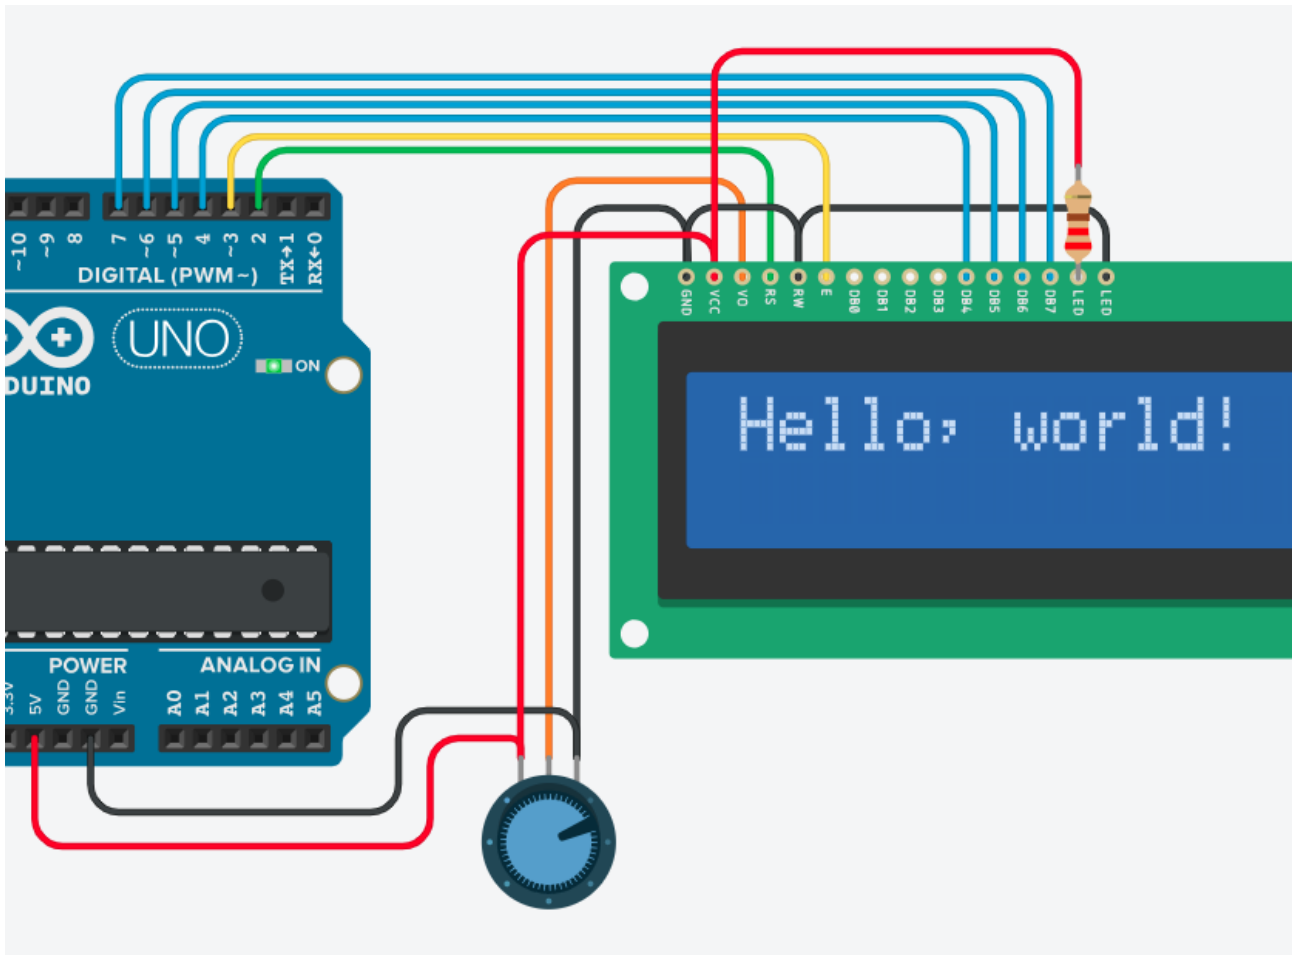 ~10
~9
8
7
~6
~5
4
~3
2
TX→1
RX←0
DIGITAL (PWM~)
UNO
ON
DUINO
GND
VCC
V0
RS
RW
E
DB0
DB1
DB2
DB3
DB4
DB5
DB6
DB7
LED
LED
Hello, world!
POWER
ANALOG IN
3.3V
5V
GND
GND
Vin
A0
A1
A2
A3
A4
A5